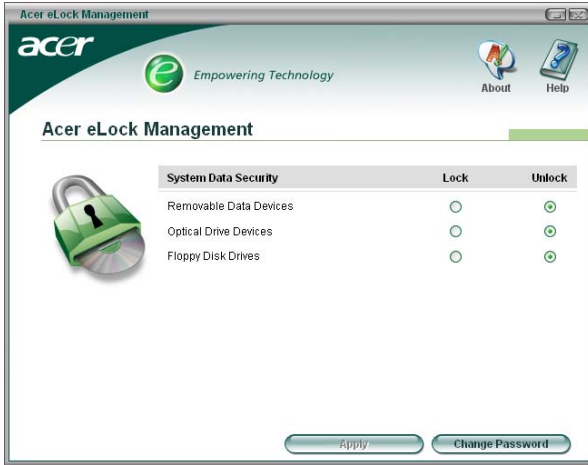 Acer eLock Management
acer
Empowering Technology
About
Help
Acer eLock Management
System Data Security Lock Unlock
Removable Data Devices
Optical Drive Devices
Floppy Disk Drives
Apply
Change Password